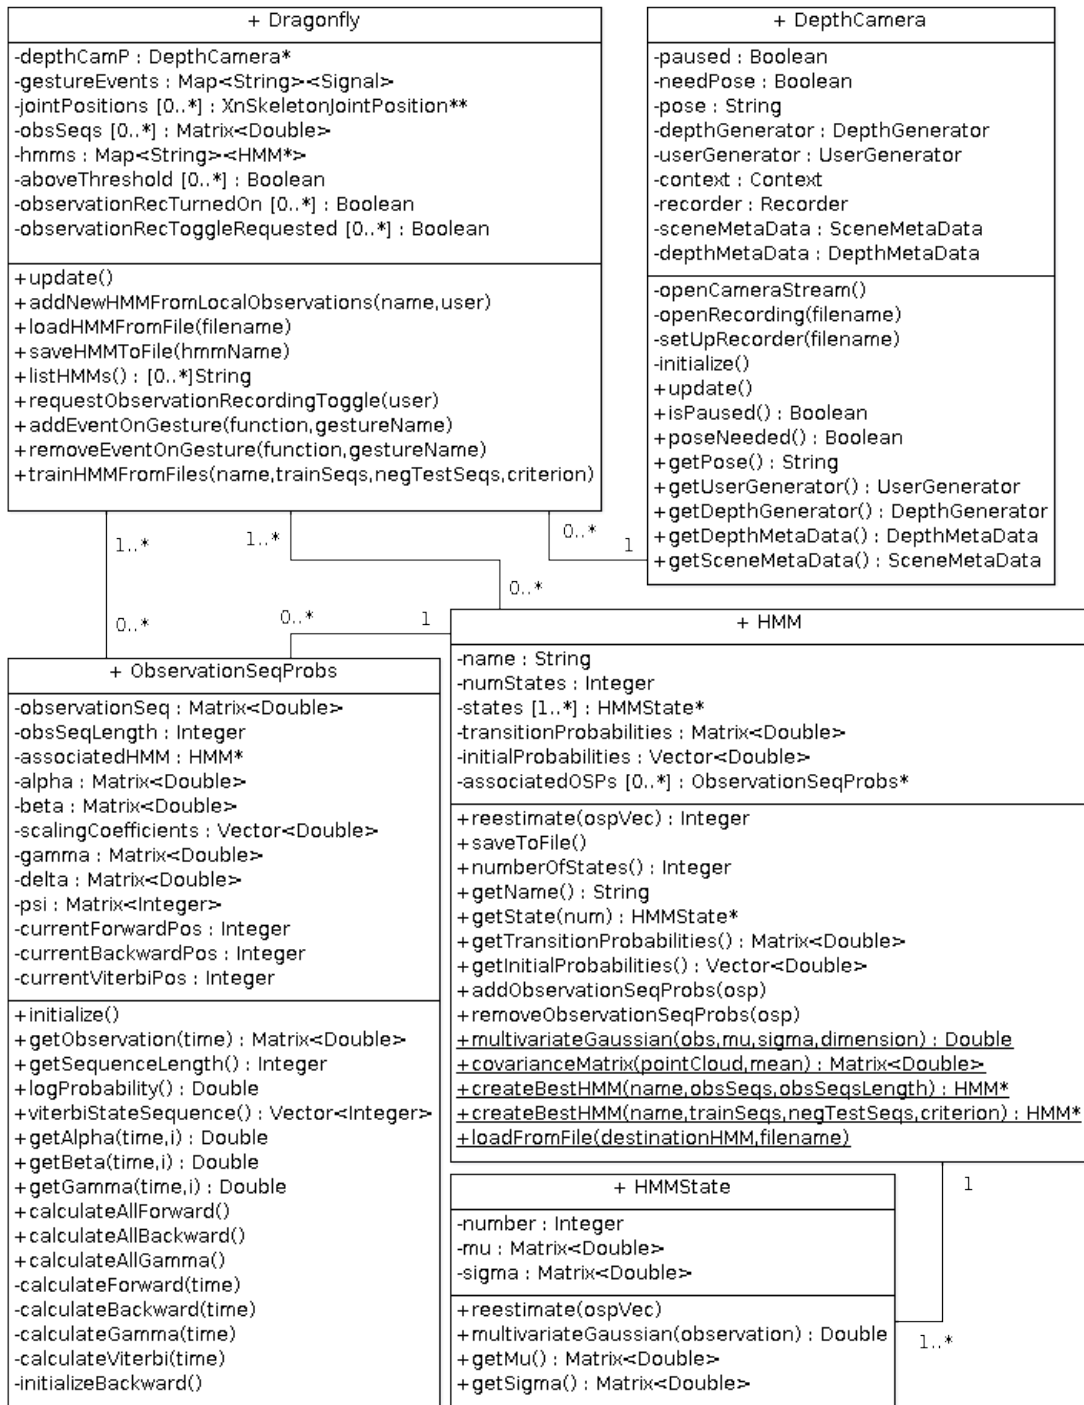 + Dragonfly
-depthCamP : DepthCamera*
-gestureEvents : Map<String><Signal>
-jointPositions [0..*] : XnSkeletonJointPosition**
-obsSeqs [0..*] : Matrix<Double>
-hmms : Map<String><HMM*>
-aboveThreshold [0..*] : Boolean
-observationRecTurnedOn [0..*] : Boolean
-observationRecToggleRequested [0..*] : Boolean
+update()
+addNewHMMFromLocalObservations(name,user)
+loadHMMFromFile(filename)
+saveHMMToFile(hmmName)
+listHMMs() : [0..*]String
+requestObservationRecordingToggle(user)
+addEventOnGesture(function,gestureName)
+removeEventOnGesture(function,gestureName)
+trainHMMFromFiles(name,trainSeqs,negTestSeqs,criterion)
+ DepthCamera
-paused : Boolean
-needPose : Boolean
-pose : String
-depthGenerator : DepthGenerator
-userGenerator : UserGenerator
-context : Context
-recorder : Recorder
-sceneMetaData : SceneMetaData
-depthMetaData : DepthMetaData
-openCameraStream()
-openRecording(filename)
-setUpRecorder(filename)
-initialize()
+update()
+isPaused() : Boolean
+poseNeeded() : Boolean
+getPose() : String
+getUserGenerator() : UserGenerator
+getDepthGenerator() : DepthGenerator
+getDepthMetaData() : DepthMetaData
+getSceneMetaData() : SceneMetaData
1..*
1..*
0..*
1
0..*
0..*
0..*
1
+ ObservationSeqProbs
-observationSeq : Matrix<Double>
-obsSeqLength : Integer
-associatedHMM : HMM*
-alpha : Matrix<Double>
-beta : Matrix<Double>
-scalingCoefficients : Vector<Double>
-gamma : Matrix<Double>
-delta : Matrix<Double>
-psi : Matrix<Integer>
-currentForwardPos : Integer
-currentBackwardPos : Integer
-currentViterbiPos : Integer
+initialize()
+getObservation(time) : Matrix<Double>
+getSequenceLength() : Integer
+logProbability() : Double
+viterbiStateSequence() : Vector<Integer>
+getAlpha(time,i) : Double
+getBeta(time,i) : Double
+getGamma(time,i) : Double
+calculateAllForward()
+calculateAllBackward()
+calculateAllGamma()
-calculateForward(time)
-calculateBackward(time)
-calculateGamma(time)
-calculateViterbi(time)
-initializeBackward()
+ HMM
-name : String
-numStates : Integer
-states [1..*] : HMMState*
-transitionProbabilities : Matrix<Double>
-initialProbabilities : Vector<Double>
-associatedOSPs [0..*] : ObservationSeqProbs*
+reestimate(ospVec) : Integer
+saveToFile()
+numberOfStates() : Integer
+getName() : String
+getState(num) : HMMState*
+getTransitionProbabilities() : Matrix<Double>
+getInitialProbabilities() : Vector<Double>
+addObservationSeqProbs(osp)
+removeObservationSeqProbs(osp)
+multivariateGaussian(obs,mu,sigma,dimension) : Double
+covarianceMatrix(pointCloud,mean) : Matrix<Double>
+createBestHMM(name,obsSeqs,obsSeqsLength) : HMM*
+createBestHMM(name,trainSeqs,negTestSeqs,criterion) : HMM*
+loadFromFile(destinationHMM,filename)
1
+ HMMState
-number : Integer
-mu : Matrix<Double>
-sigma : Matrix<Double>
+reestimate(ospVec)
+multivariateGaussian(observation) : Double
+getMu() : Matrix<Double>
+getSigma() : Matrix<Double>
1..*